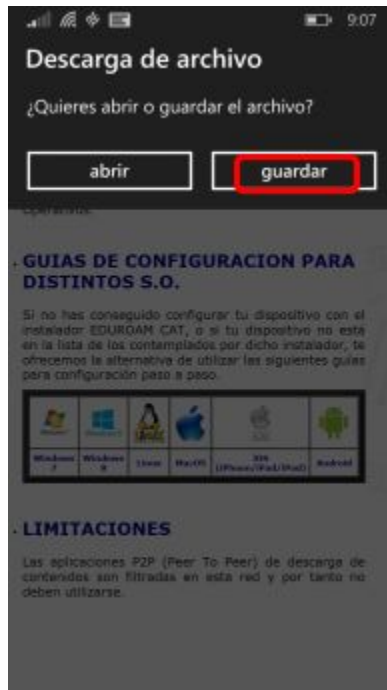 9:07
Descarga de archivo
¿Quieres abrir o guardar el archivo?
abrir
guardar
Operativos.
GUIAS DE CONFIGURACION PARA
DISTINTOS S.O.
Si no has conseguido configurar tu dispositivo con el
instalador EDUROAM CAT, o si tu dispositivo no está
en la lista de los contemplados por dicho instalador, te
ofrecemos la alternativa de utilizar las siguientes guías
para configuración paso a paso.
Windows 7
Windows 8
Linux
MacOS
iOS (iPhone/iPad/iPod)
Android
LIMITACIONES
Las aplicaciones P2P (Peer To Peer) de descarga de
contenidos son filtradas en esta red y por tanto no
deben utilizarse.